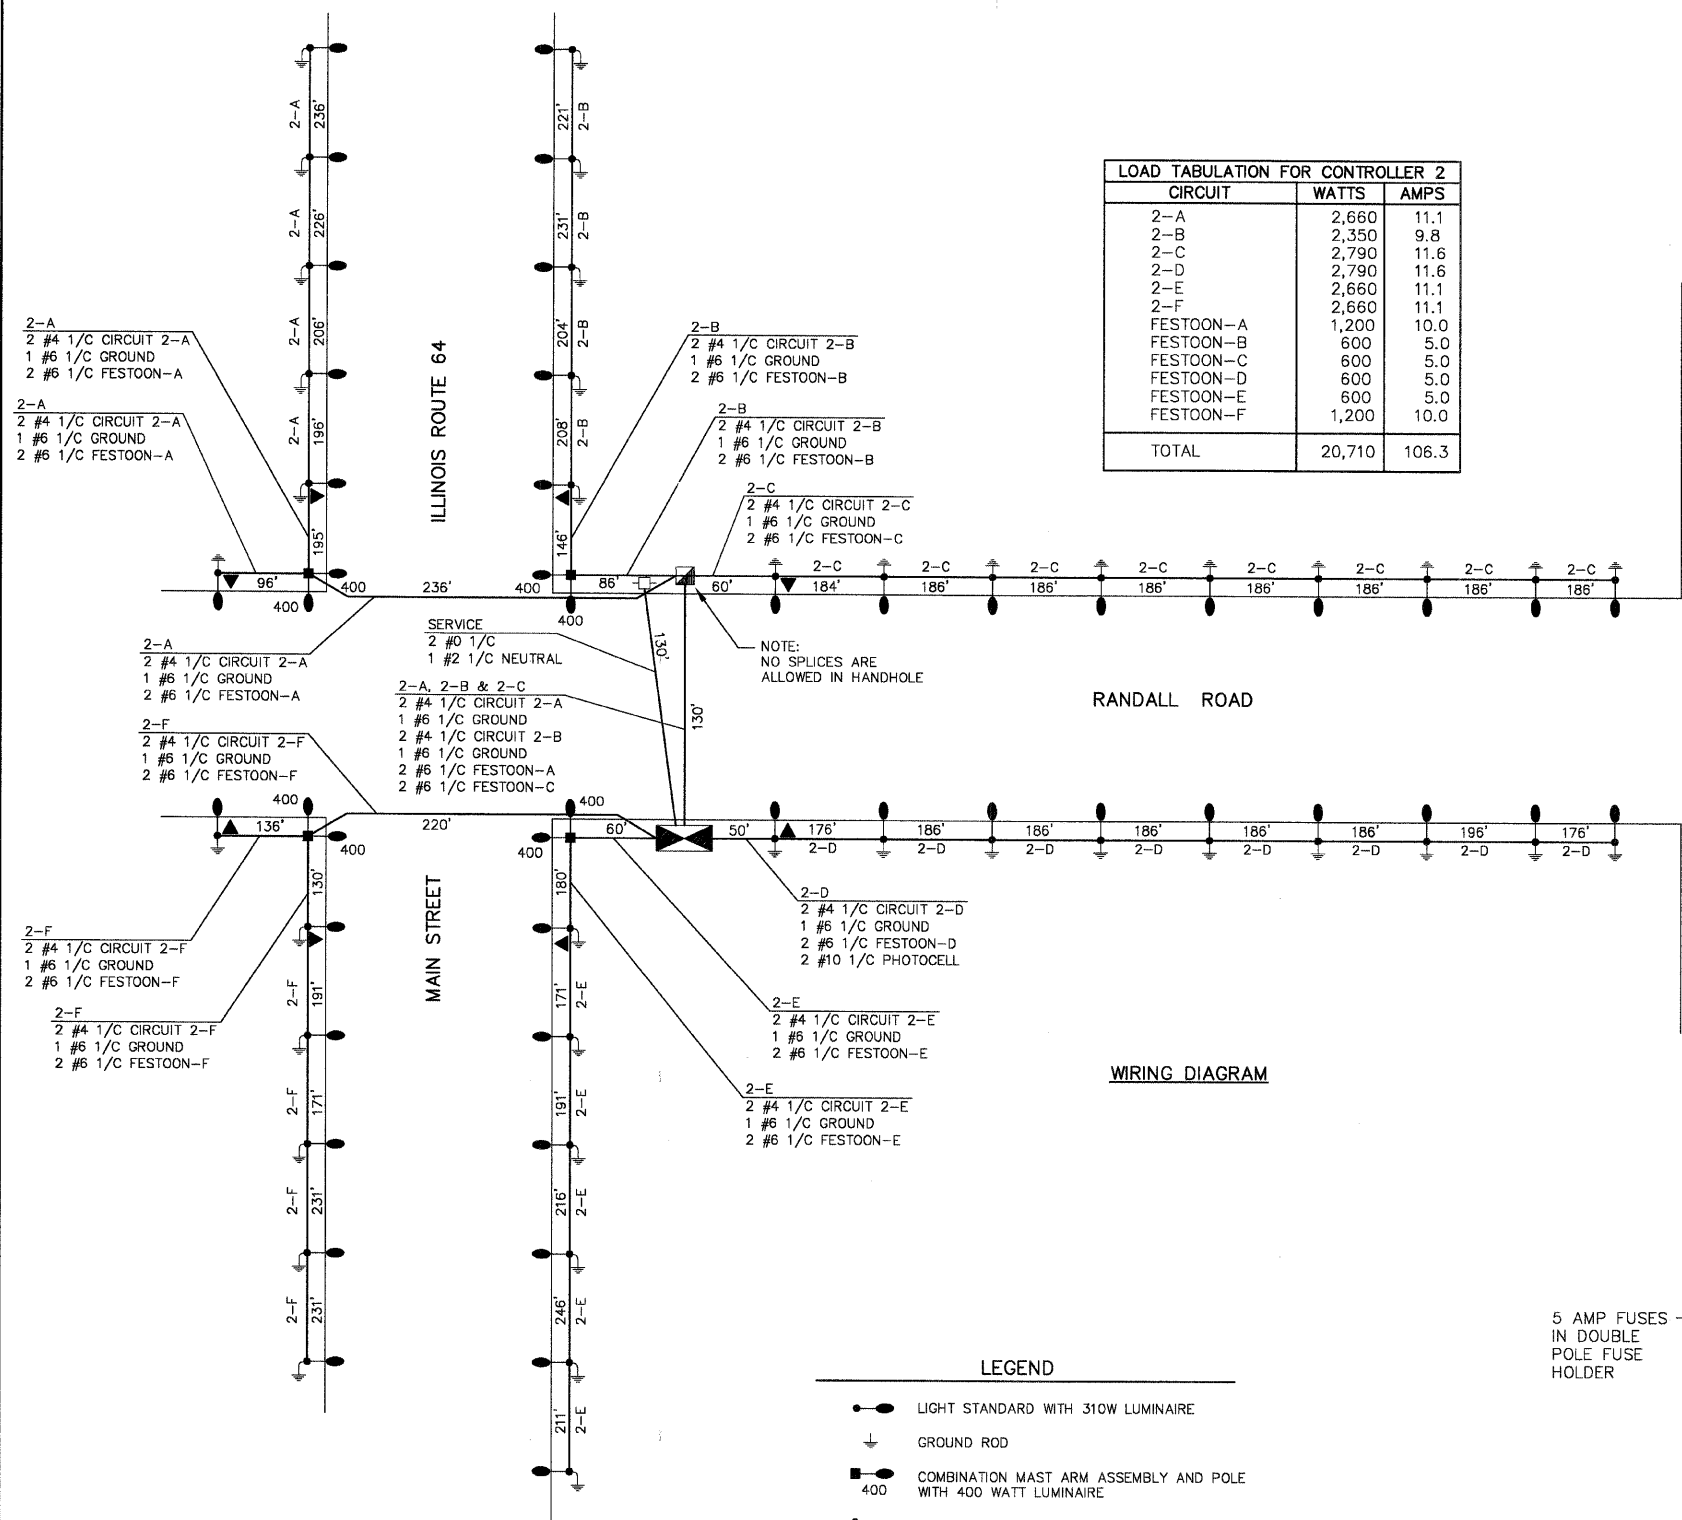 2-A
236'
221'
2-B
2-A
226'
231'
2-B
2-A
206'
204'
2-B
2-A
196'
208'
2-B
195'
146'
ILLINOIS ROUTE 64
LOAD TABULATION FOR CONTROLLER 2
CIRCUIT WATTS AMPS
2-A 2,660 11.1
2-B 2,350 9.8
2-C 2,790 11.6
2-D 2,790 11.6
2-E 2,660 11.1
2-F 2,660 11.1
FESTOON-A 1,200 10.0
FESTOON-B 600 5.0
FESTOON-C 600 5.0
FESTOON-D 600 5.0
FESTOON-E 600 5.0
FESTOON-F 1,200 10.0
TOTAL 20,710 106.3
2-A
2 #4 1/C CIRCUIT 2-A
1 #6 1/C GROUND
2 #6 1/C FESTOON-A
2-A
2 #4 1/C CIRCUIT 2-A
1 #6 1/C GROUND
2 #6 1/C FESTOON-A
2-B
2 #4 1/C CIRCUIT 2-B
1 #6 1/C GROUND
2 #6 1/C FESTOON-B
2-B
2 #4 1/C CIRCUIT 2-B
1 #6 1/C GROUND
2 #6 1/C FESTOON-B
2-C
2 #4 1/C CIRCUIT 2-C
1 #6 1/C GROUND
2 #6 1/C FESTOON-C
2-C 2-C 2-C 2-C 2-C 2-C 2-C 2-C
96' 400 236' 400 86' 60' 184' 186' 186' 186' 186' 186' 186' 186'
400 400
SERVICE
2 #0 1/C
1 #2 1/C NEUTRAL
130'
130'
NOTE:
NO SPLICES ARE
ALLOWED IN HANDHOLE
RANDALL ROAD
2-A
2 #4 1/C CIRCUIT 2-A
1 #6 1/C GROUND
2 #6 1/C FESTOON-A
2-A, 2-B & 2-C
2 #4 1/C CIRCUIT 2-A
1 #6 1/C GROUND
2 #4 1/C CIRCUIT 2-B
1 #6 1/C GROUND
2 #6 1/C FESTOON-A
2 #6 1/C FESTOON-C
2-F
2 #4 1/C CIRCUIT 2-F
1 #6 1/C GROUND
2 #6 1/C FESTOON-F
400 400
136' 220' 60' 50' 176' 186' 186' 186' 186' 186' 196' 176'
400 400 2-D 2-D 2-D 2-D 2-D 2-D 2-D 2-D
130'
180'
MAIN STREET
2-D
2 #4 1/C CIRCUIT 2-D
1 #6 1/C GROUND
2 #6 1/C FESTOON-D
2 #10 1/C PHOTOCELL
2-F
2 #4 1/C CIRCUIT 2-F
1 #6 1/C GROUND
2 #6 1/C FESTOON-F
2-F
2 #4 1/C CIRCUIT 2-F
1 #6 1/C GROUND
2 #6 1/C FESTOON-F
2-E
2 #4 1/C CIRCUIT 2-E
1 #6 1/C GROUND
2 #6 1/C FESTOON-E
2-E
2 #4 1/C CIRCUIT 2-E
1 #6 1/C GROUND
2 #6 1/C FESTOON-E
2-F
191'
171'
2-E
2-F
171'
191'
2-E
2-F
231'
216'
2-E
2-F
231'
246'
2-E
211'
2-E
WIRING DIAGRAM
5 AMP FUSES -
IN DOUBLE
POLE FUSE
HOLDER
LEGEND
LIGHT STANDARD WITH 310W LUMINAIRE
GROUND ROD
COMBINATION MAST ARM ASSEMBLY AND POLE
400 WITH 400 WATT LUMINAIRE